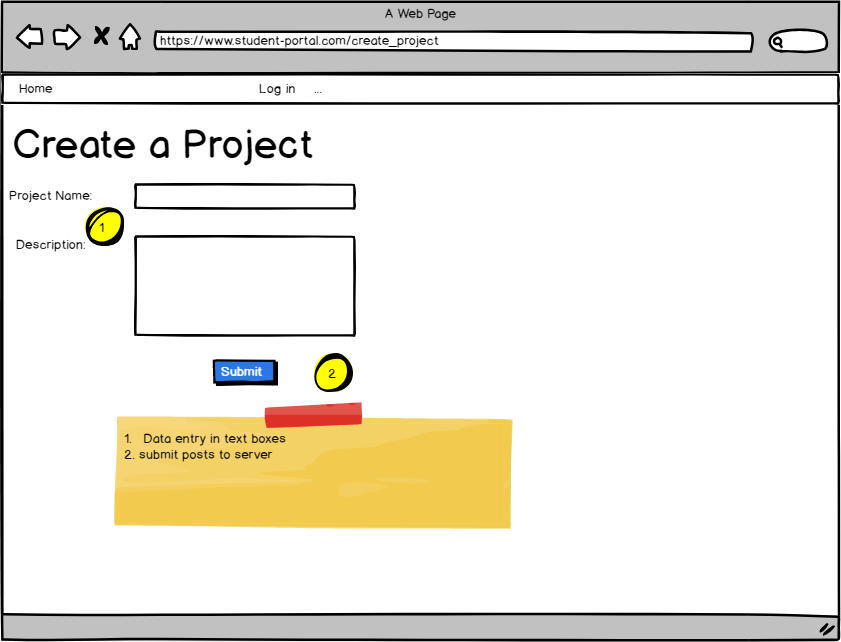 A Web Page
https://www.student-portal.com/create_project
Home Log in ...
Create a Project
Project Name:
1
Description:
Submit 2
1. Data entry in text boxes
2. submit posts to server